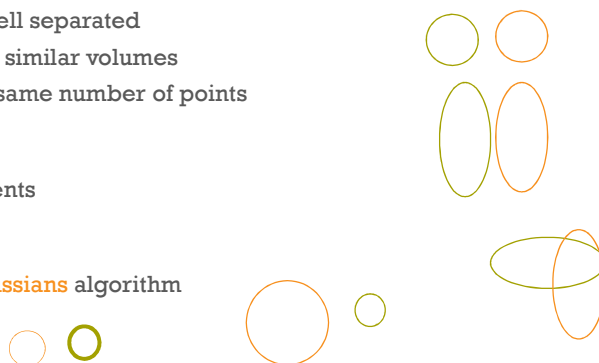 ell separated
similar volumes
same number of points
ents
ssians algorithm